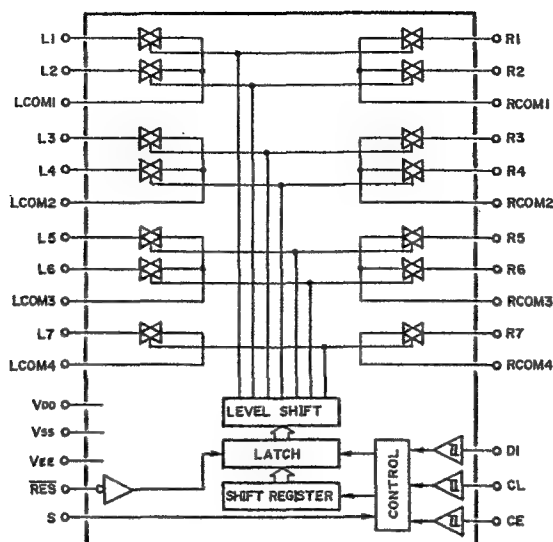 L1 R1
L2 R2
LCOM1 RCOM1
L3 R3
L4 R4
LCOM2 RCOM2
L5 R5
L6 R6
LCOM3 RCOM3
L7 R7
LCOM4 RCOM4
VDD
LEVEL SHIFT
VSS
LATCH
DI
VEE
RES
SHIFT REGISTER
CONTROL
CL
S
CE